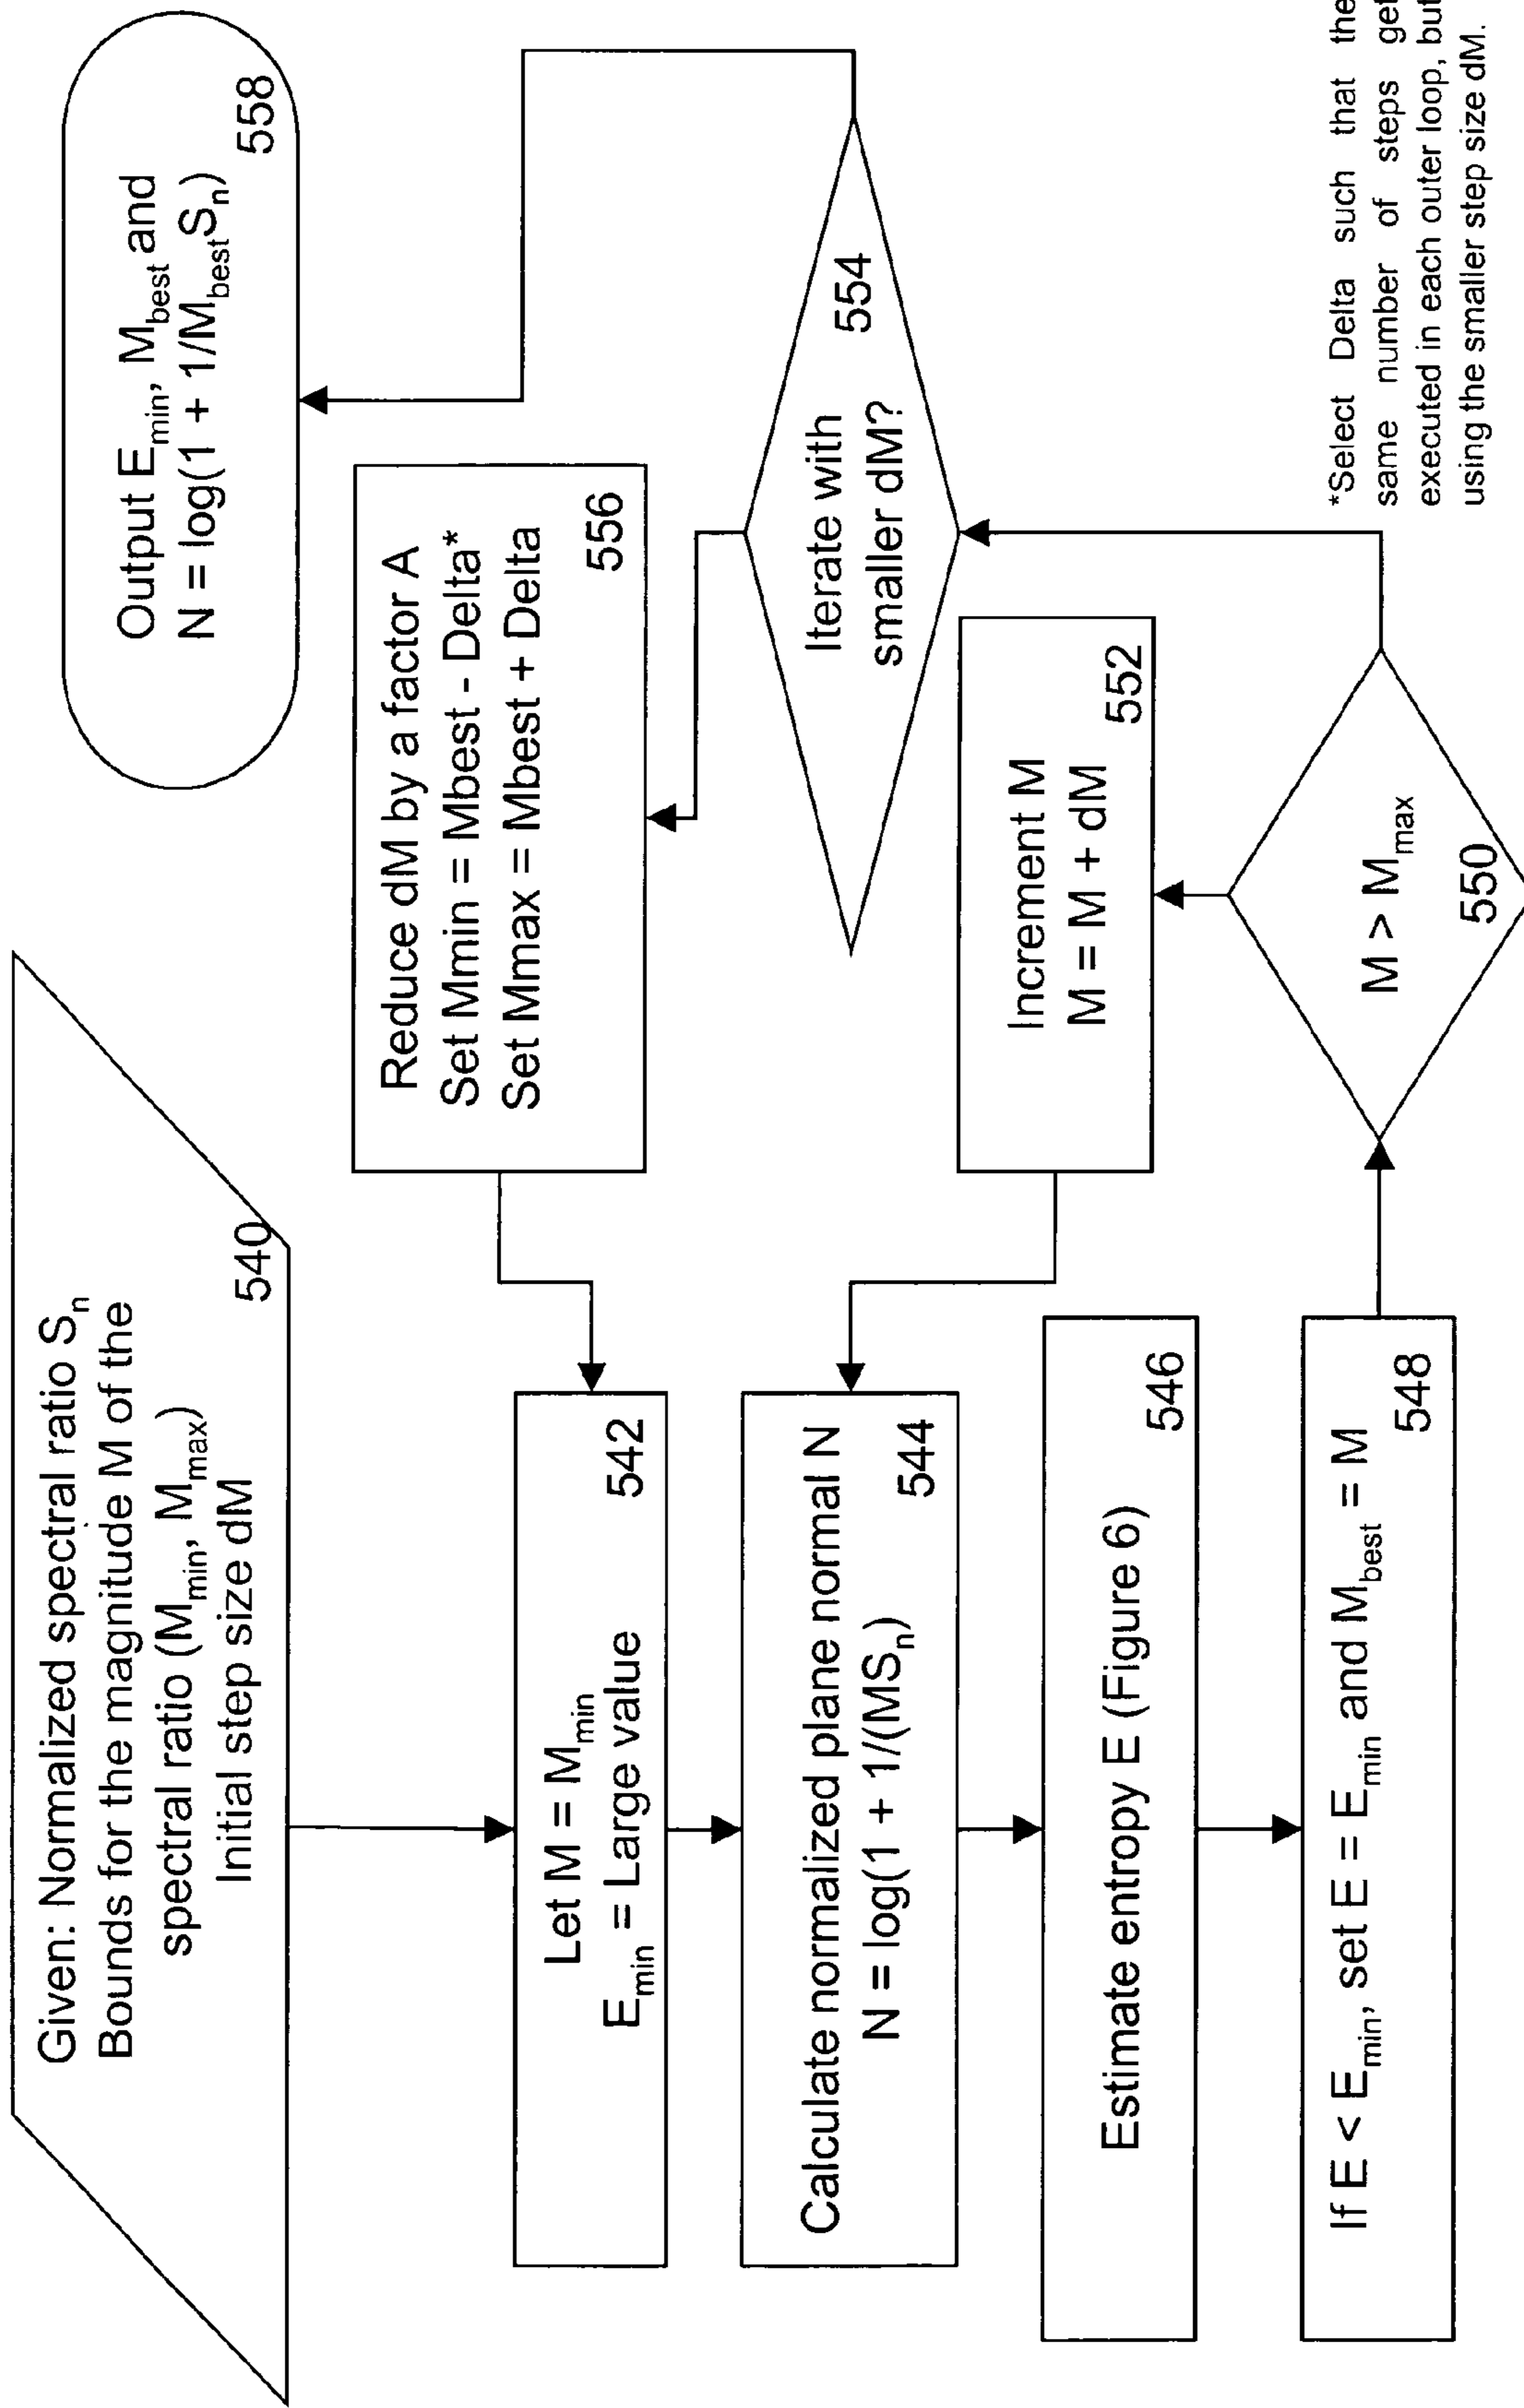 Given: Normalized spectral ratio Sn
Bounds for the magnitude M of the
spectral ratio (Mmin, Mmax)
Initial step size dM
540
Let M = Mmin
Emin = Large value
542
Calculate normalized plane normal N
N = log(1 + 1/(MSn)
544
Estimate entropy E (Figure 6)
546
If E < Emin, set E = Emin and Mbest = M
548
M > Mmax
550
Increment M
M = M + dM
552
Iterate with
smaller dM?
554
Reduce dM by a factor A
Set Mmin = Mbest - Delta*
Set Mmax = Mbest + Delta
556
Output Emin, Mbest and
N = log(1 + 1/MbestSn)
558
*Select Delta such that the
same number of steps get
executed in each outer loop, but
using the smaller step size dM.